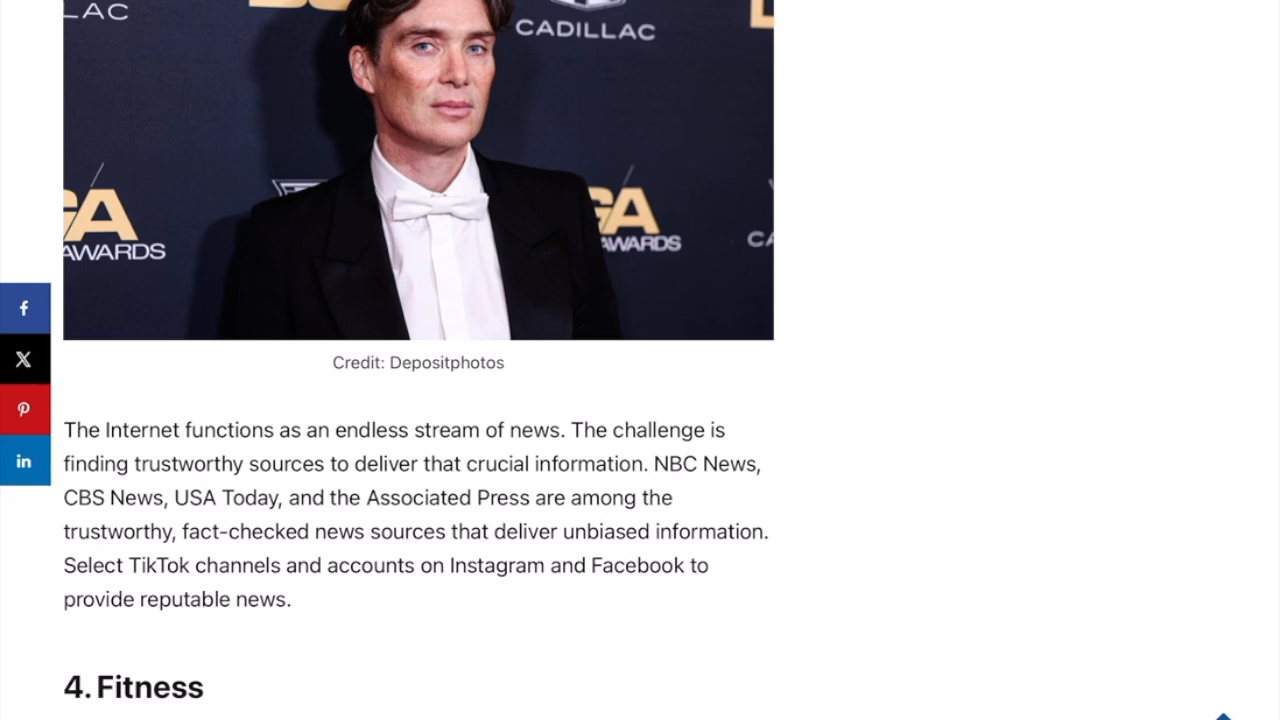 LAC
CADILLAC
GA
AWARDS
GA
AWARDS
CA
f
X
in
Credit: Depositphotos
The Internet functions as an endless stream of news. The challenge is
finding trustworthy sources to deliver that crucial information. NBC News,
CBS News, USA Today, and the Associated Press are among the
trustworthy, fact-checked news sources that deliver unbiased information.
Select TikTok channels and accounts on Instagram and Facebook to
provide reputable news.
4. Fitness